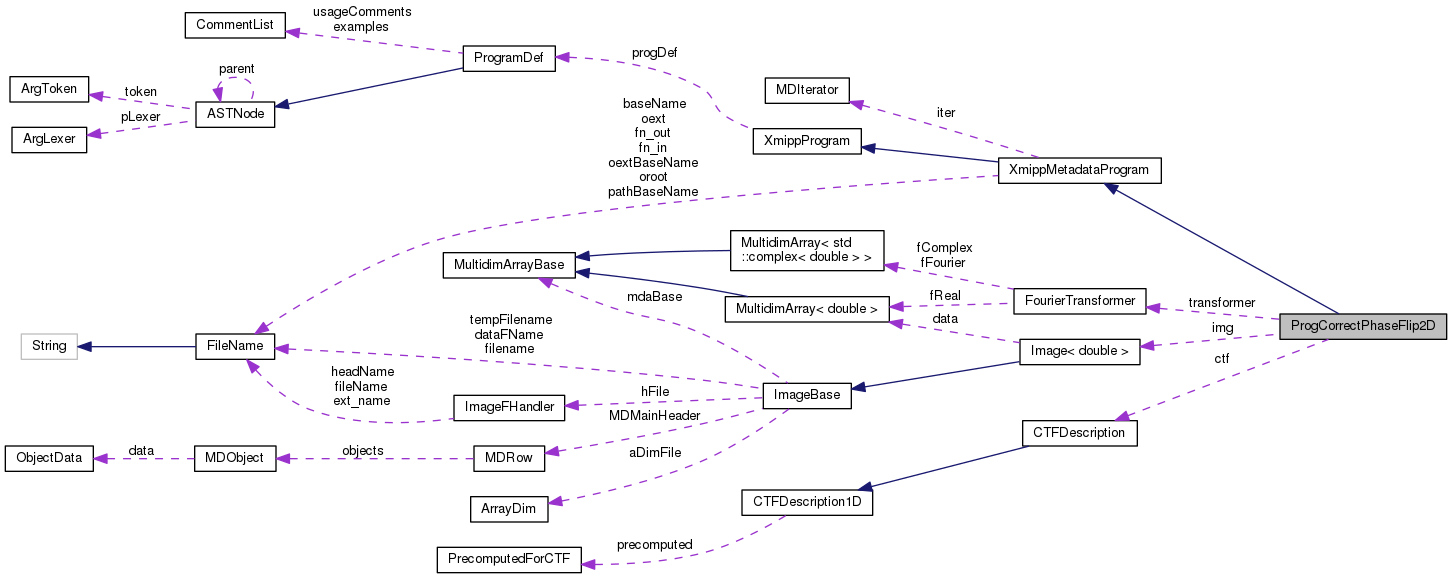 usageComments
examples
CommentList
ProgramDef
progDef
parent
ArgToken
token
MDIterator
iter
pLexer
ASTNode
baseName
oext
fn_out
fn_in
oextBaseName
oroot
pathBaseName
ArgLexer
XmippProgram
XmippMetadataProgram
MultidimArray< std
::complex< double > >
fComplex
fFourier
MultidimArrayBase
mdaBase
fReal
FourierTransformer
transformer
MultidimArray< double >
data
img
ProgCorrectPhaseFlip2D
tempFilename
dataFName
filename
String
FileName
Image< double >
ctf
headName
fileName
ext_name
hFile
ImageBase
ImageFHandler
MDMainHeader
CTFDescription
ObjectData
data
MDObject
objects
MDRow
aDimFile
ArrayDim
CTFDescription1D
precomputed
PrecomputedForCTF